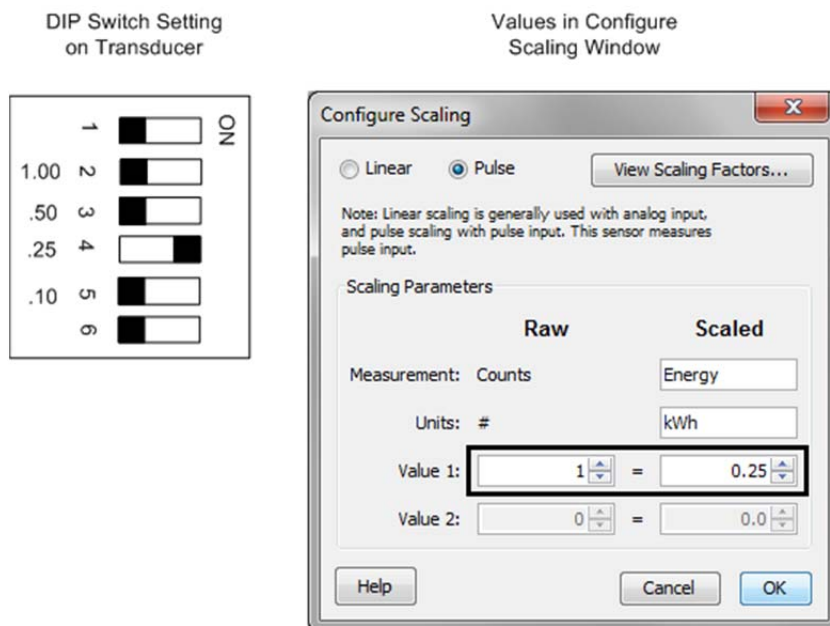 DIP Switch Setting
on Transducer
Values in Configure
Scaling Window
1
ON
1.00 2
.50 3
.25 4
.10 5
6
Configure Scaling
Linear Pulse View Scaling Factors...
Note: Linear scaling is generally used with analog input,
and pulse scaling with pulse input. This sensor measures
pulse input.
Scaling Parameters
Raw Scaled
Measurement: Counts Energy
Units: # kWh
Value 1: 1 = 0.25
Value 2: 0 = 0.0
Help Cancel OK